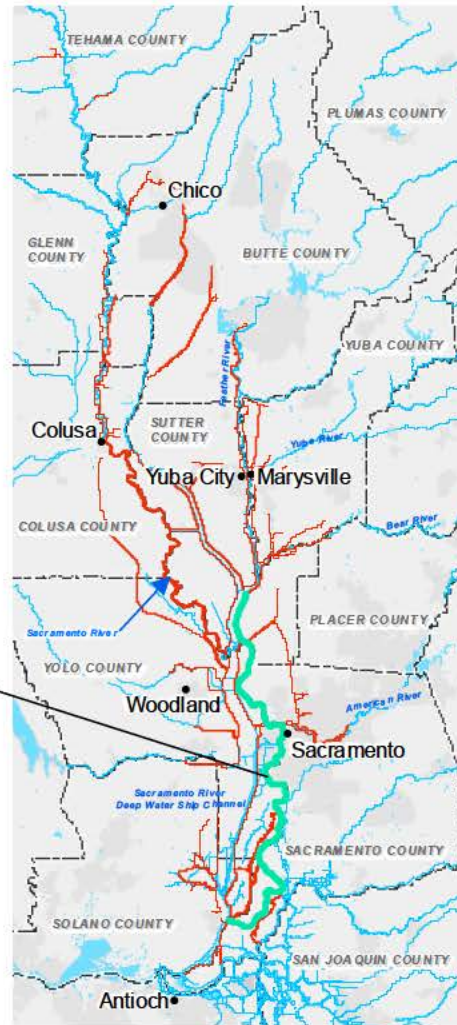 TEHAMA COUNTY
PLUMAS COUNTY
Chico
GLENN
COUNTY
BUTTE COUNTY
YUBA COUNTY
Feather River
Colusa
SUTTER
COUNTY
Yuba River
Yuba City
Marysville
COLUSA COUNTY
Bear River
PLACER COUNTY
Sacramento River
YOLO COUNTY
American River
Woodland
Sacramento
Sacramento River
Deep Water Ship Channel
SACRAMENTO COUNTY
SOLANO COUNTY
SAN JOAQUIN COUNTY
Antioch